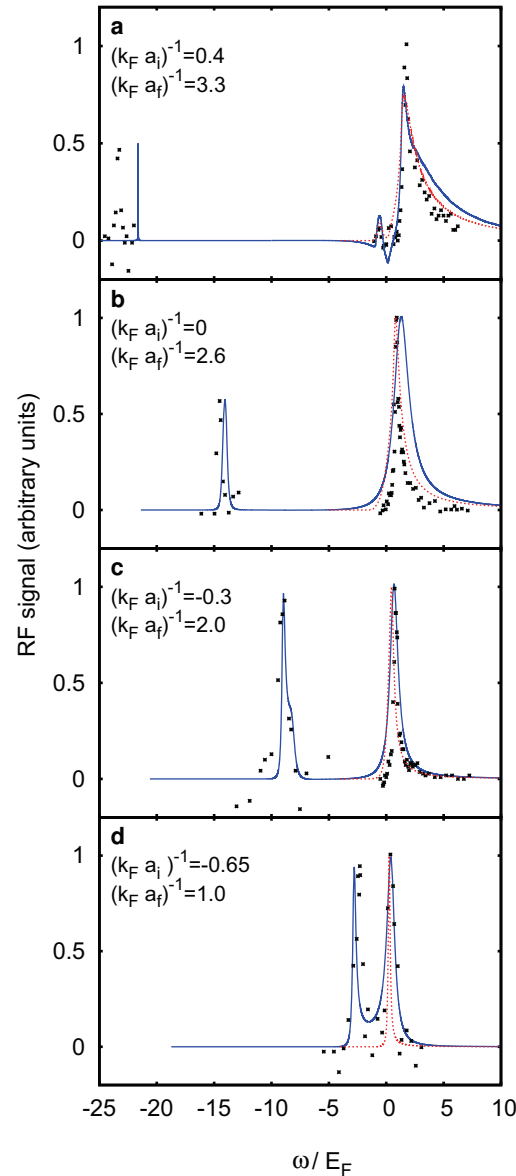 a
(k_F a_i)^-1=0.4
(k_F a_f)^-1=3.3
1
0.5
0
b
(k_F a_i)^-1=0
(k_F a_f)^-1=2.6
1
0.5
0
c
(k_F a_i)^-1=-0.3
(k_F a_f)^-1=2.0
1
0.5
0
d
(k_F a_i )^-1=-0.65
(k_F a_f)^-1=1.0
1
0.5
0
RF signal (arbitrary units)
-25 -20 -15 -10 -5 0 5 10
ω/ E_F